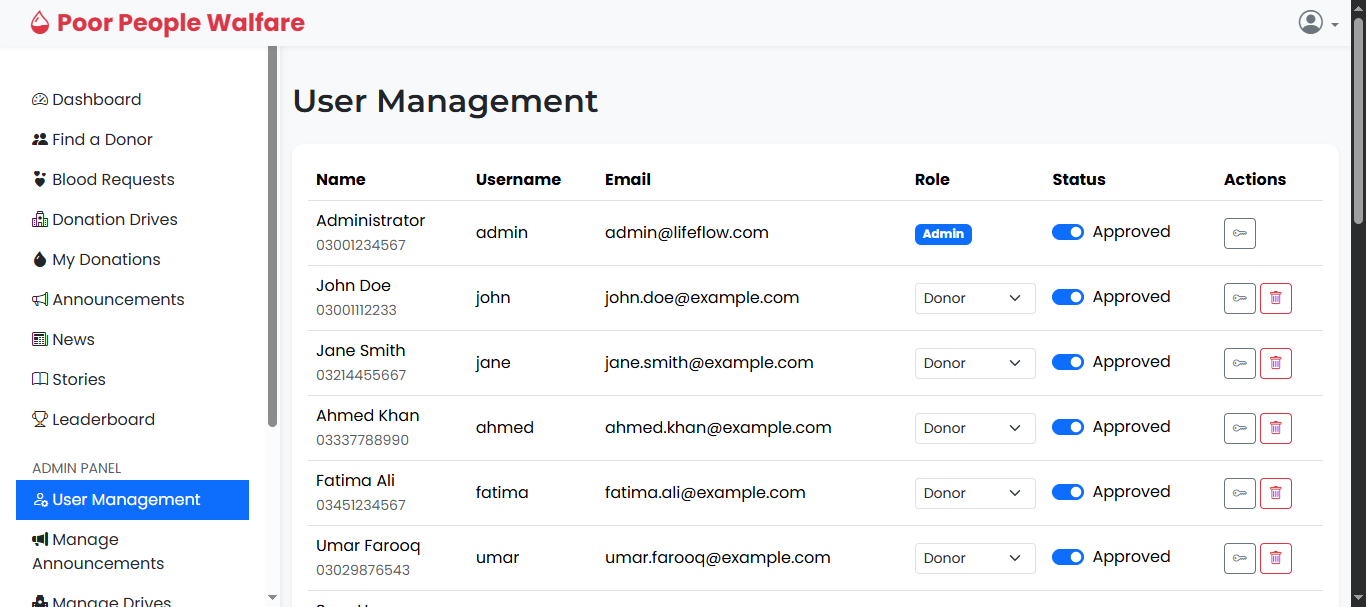 Poor People Walfare
Dashboard
Find a Donor
Blood Requests
Donation Drives
My Donations
Announcements
News
Stories
Leaderboard
ADMIN PANEL
User Management
Manage
Announcements
Manage Drives
User Management
Name Username Email Role Status Actions
Administrator
03001234567
admin admin@lifeflow.com Admin Approved
John Doe
03001112233
john john.doe@example.com Donor Approved
Jane Smith
03214455667
jane jane.smith@example.com Donor Approved
Ahmed Khan
03337788990
ahmed ahmed.khan@example.com Donor Approved
Fatima Ali
03451234567
fatima fatima.ali@example.com Donor Approved
Umar Farooq
03029876543
umar umar.farooq@example.com Donor Approved